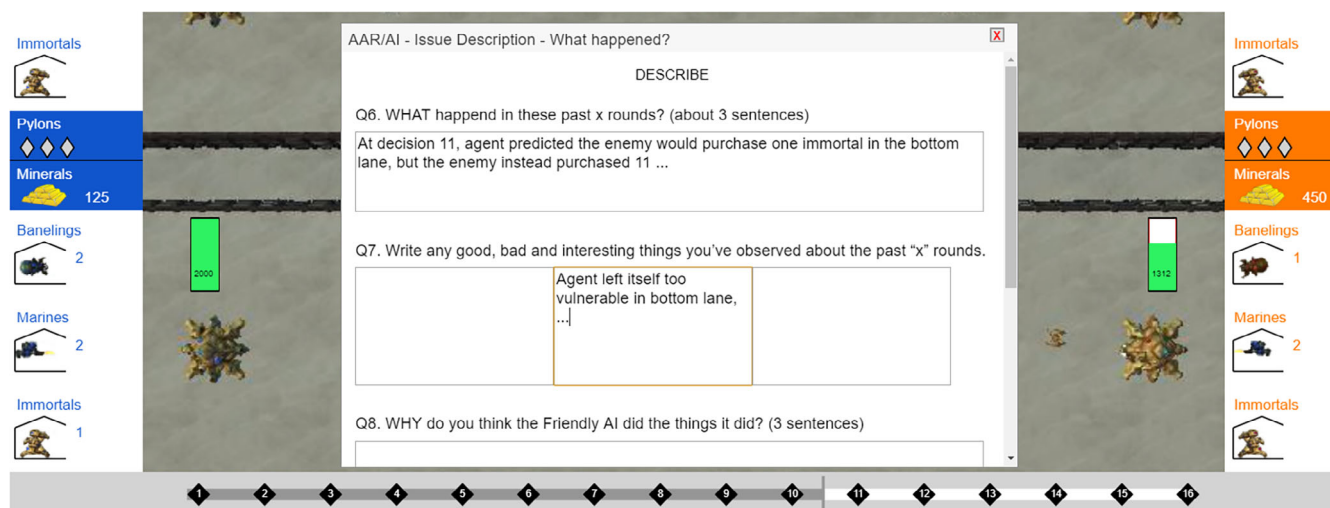 AAR/AI - Issue Description - What happened?
X
DESCRIBE
Q6. WHAT happend in these past x rounds? (about 3 sentences)
At decision 11, agent predicted the enemy would purchase one immortal in the bottom
lane, but the enemy instead purchased 11 ...
Q7. Write any good, bad and interesting things you've observed about the past “x” rounds.
Agent left itself too
vulnerable in bottom lane,
...
Q8. WHY do you think the Friendly AI did the things it did? (3 sentences)
Immortals
Pylons
Minerals
125
Banelings
2
Marines
2
Immortals
1
2000
1312
Immortals
Pylons
Minerals
450
Banelings
1
Marines
2
Immortals
1 2 3 4 5 6 7 8 9 10 11 12 13 14 15 16